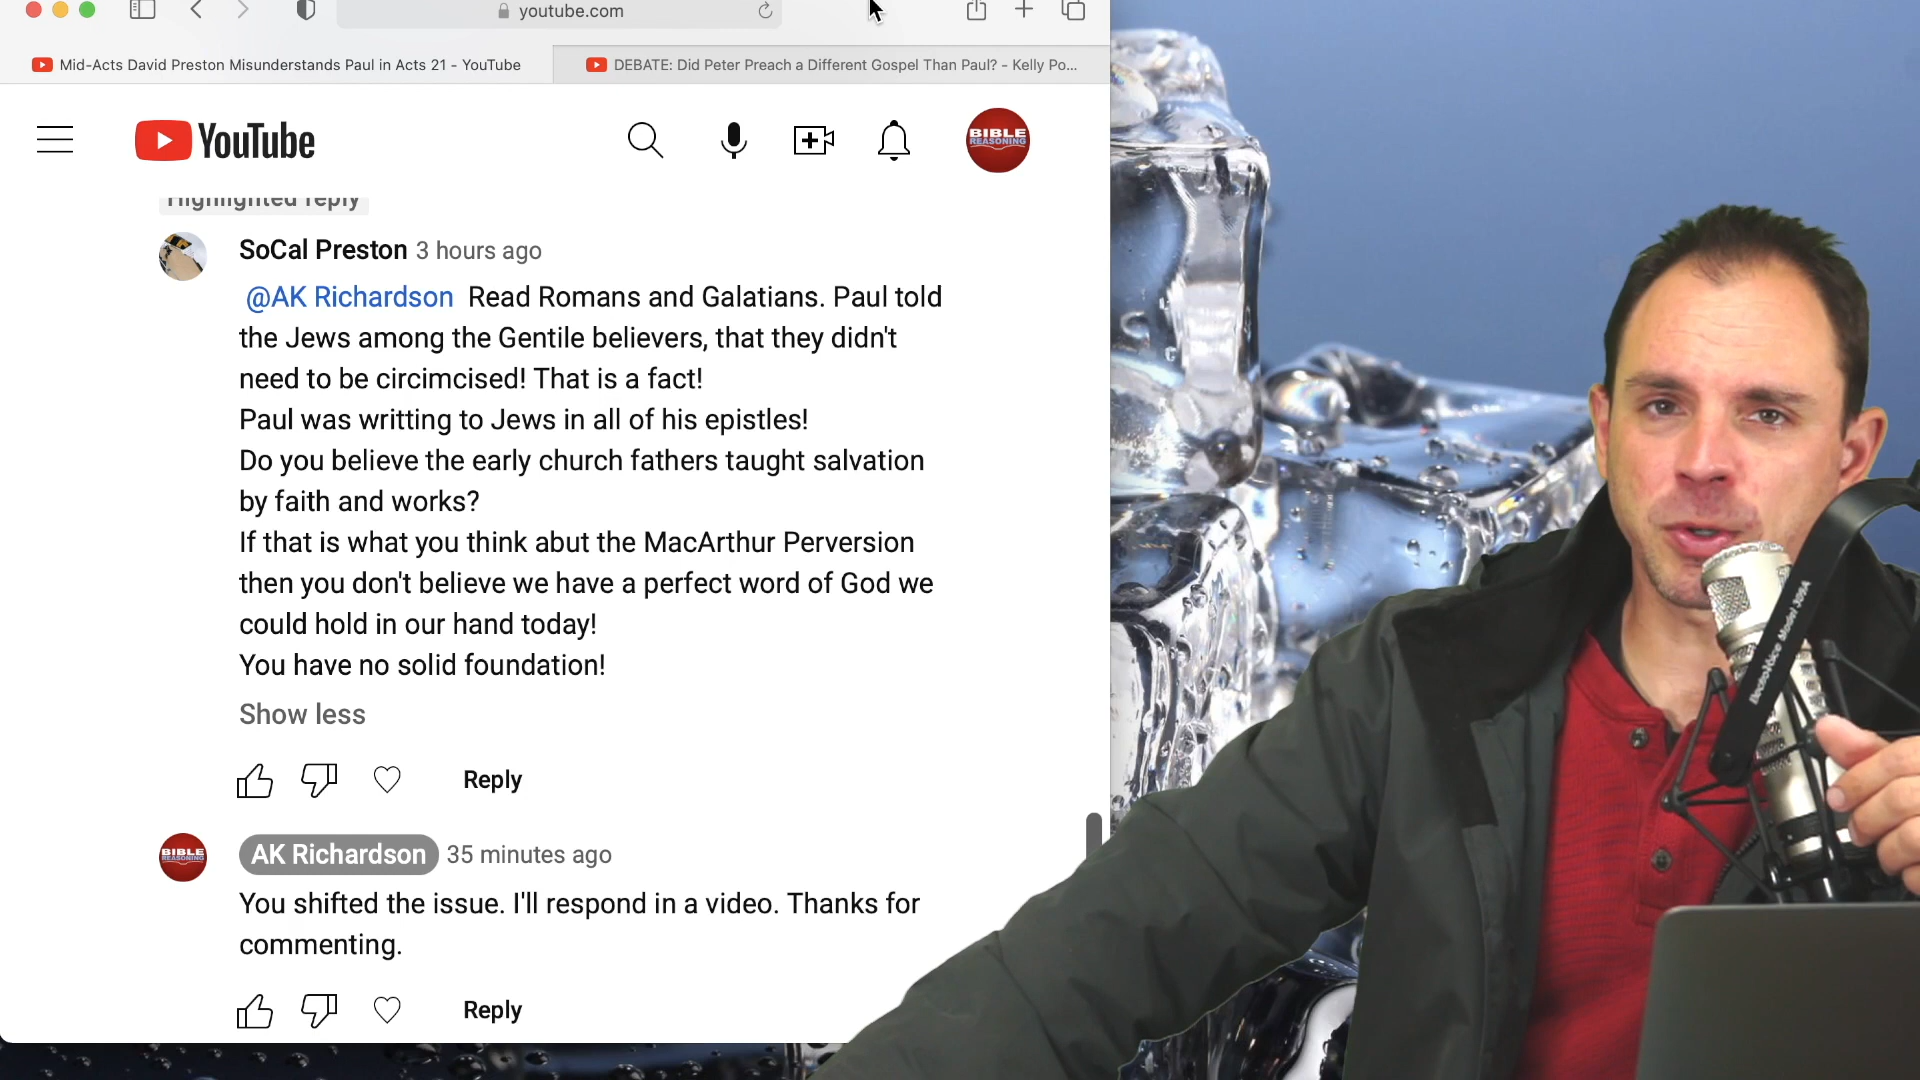 youtube.com
Mid-Acts David Preston Misunderstands Paul in Acts 21 - YouTube
DEBATE: Did Peter Preach a Different Gospel Than Paul? - Kelly Po...
YouTube
BIBLE
REASONING
Highlighted reply
SoCal Preston 3 hours ago
@AK Richardson Read Romans and Galatians. Paul told
the Jews among the Gentile believers, that they didn't
need to be circimcised! That is a fact!
Paul was writting to Jews in all of his epistles!
Do you believe the early church fathers taught salvation
by faith and works?
If that is what you think abut the MacArthur Perversion
then you don't believe we have a perfect word of God we
could hold in our hand today!
You have no solid foundation!
Show less
Reply
BIBLE
REASONING
AK Richardson 35 minutes ago
You shifted the issue. I'll respond in a video. Thanks for
commenting.
Reply
ElectroVoice Model 309A